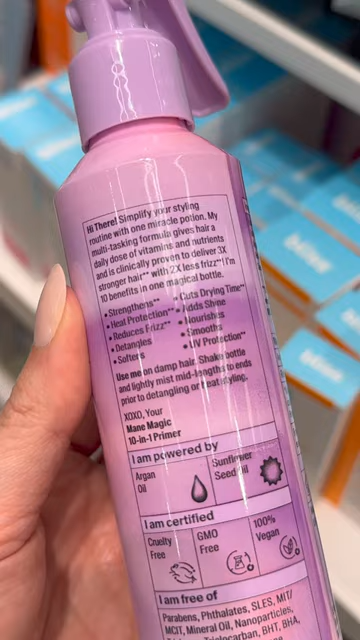 Hi There! Simplify your styling
routine with one miracle potion. My
multi-tasking formula gives hair a
daily dose of vitamins and nutrients
and is clinically proven to deliver 3X
stronger hair** with 2X less frizz**! I'm
10 benefits in one magical bottle.
• Strengthens** • Cuts Drying Time**
• Heat Protection** • Adds Shine
• Reduces Frizz** • Nourishes
• Detangles • Smooths
• Softens • UV Protection**
Use me on damp hair. Shake bottle
and lightly mist mid-lengths to ends
prior to detangling or heat styling.
XOXO, Your
Mane Magic
10-in-1 Primer
I am powered by
Argan Oil
Sunflower Seed Oil
I am certified
Cruelty Free
GMO Free
100% Vegan
I am free of
Parabens, Phthalates, SLES, MIT/
MCIT, Mineral Oil, Nanoparticles,
Triclocarban, BHT, BHA,